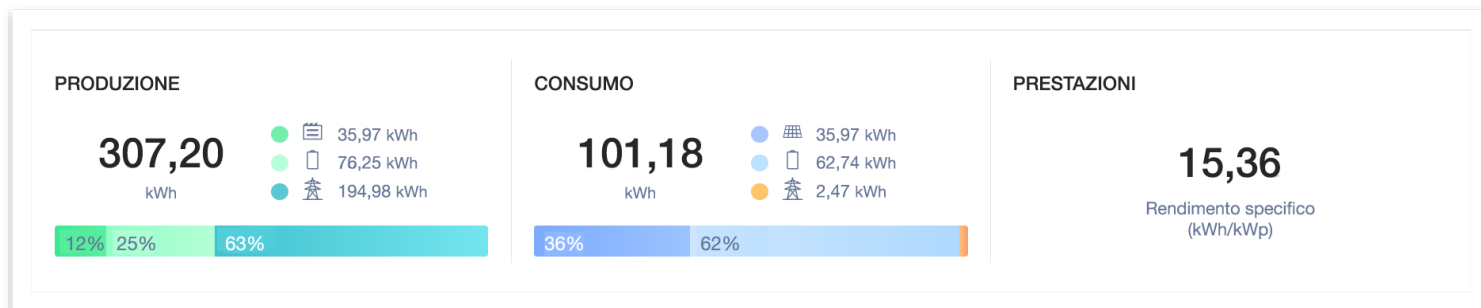 PRODUZIONE
307,20
kWh
35,97 kWh
76,25 kWh
194,98 kWh
12% 25% 63%
CONSUMO
101,18
kWh
35,97 kWh
62,74 kWh
2,47 kWh
36% 62%
PRESTAZIONI
15,36
Rendimento specifico
(kWh/kWp)